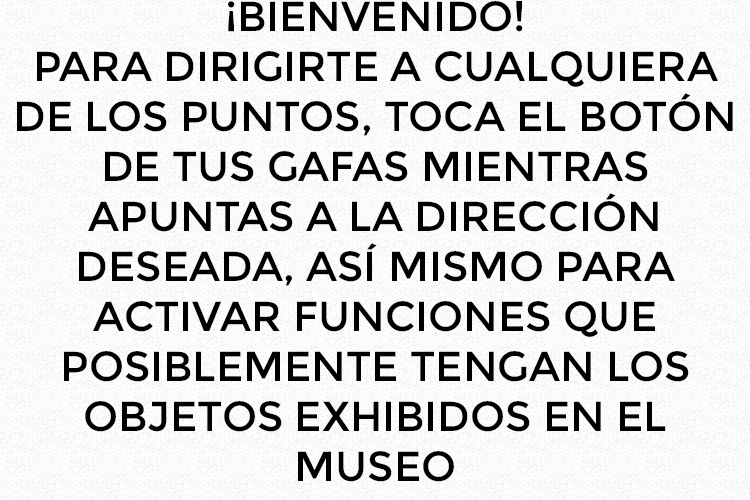 ¡BIENVENIDO!
PARA DIRIGIRTE A CUALQUIERA
DE LOS PUNTOS, TOCA EL BOTÓN
DE TUS GAFAS MIENTRAS
APUNTAS A LA DIRECCIÓN
DESEADA, ASÍ MISMO PARA
ACTIVAR FUNCIONES QUE
POSIBLEMENTE TENGAN LOS
OBJETOS EXHIBIDOS EN EL
MUSEO